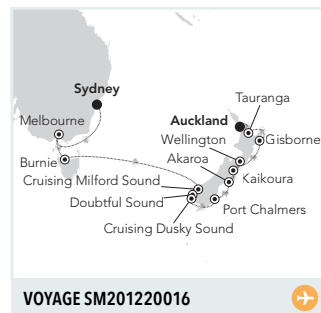 Sydney
Tauranga
Melbourne
Auckland
Wellington
Gisborne
Akaroa
Burnie
Kaikoura
Cruising Milford Sound
Doubtful Sound
Port Chalmers
Cruising Dusky Sound
VOYAGE SM201220016